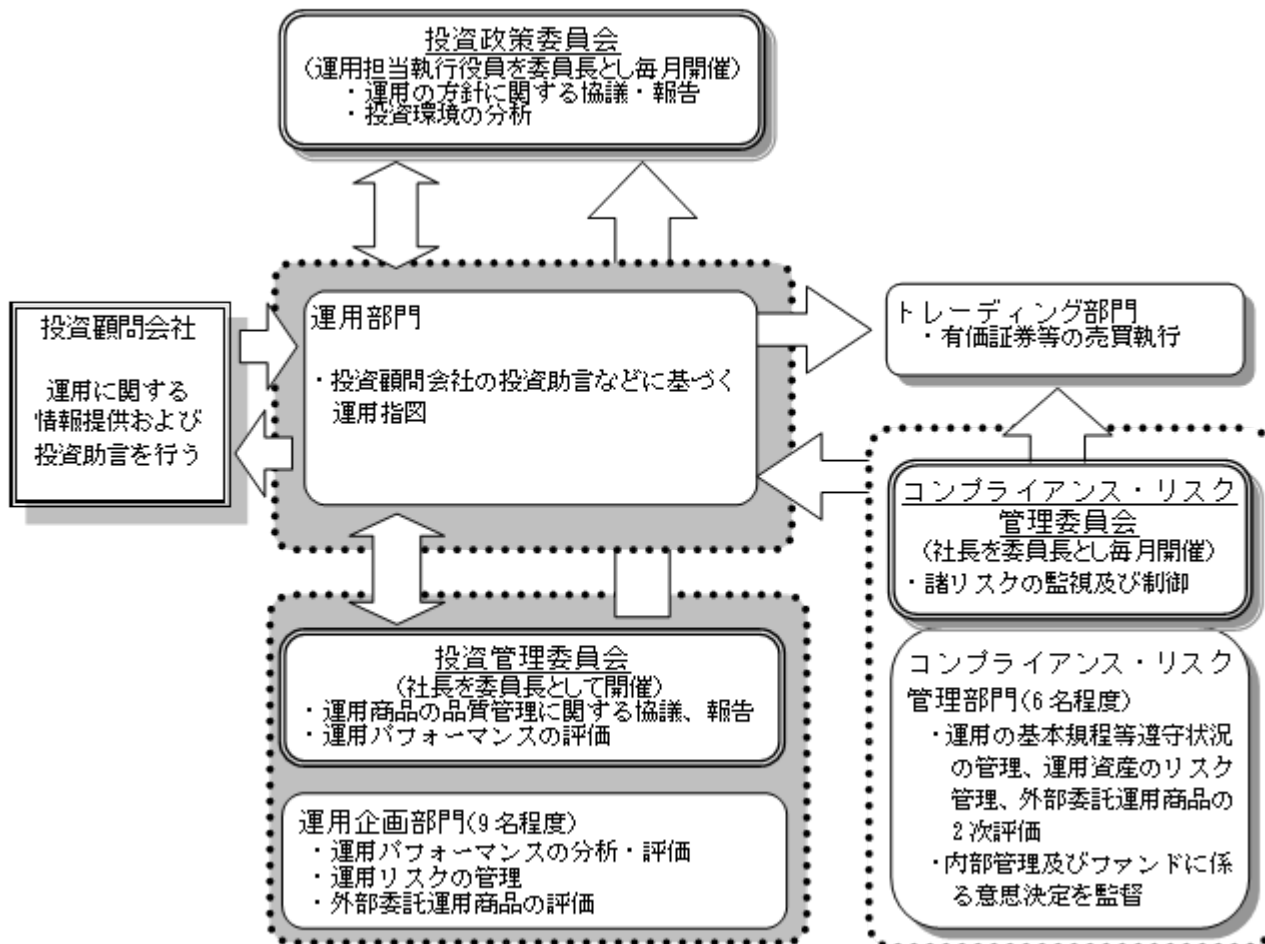 投資政策委員会
(運用担当執行役員を委員長とし毎月開催)
・運用の方針に関する協議・報告
・投資環境の分析
投資顧問会社
運用に関する
情報提供および
投資助言を行う
運用部門
・投資顧問会社の投資助言などに基づく
運用指図
トレーディング部門
・有価証券等の売買執行
コンプライアンス・リスク
管理委員会
(社長を委員長とし毎月開催)
・諸リスクの監視及び制御
投資管理委員会
(社長を委員長として開催)
・運用商品の品質管理に関する協議、報告
・運用パフォーマンスの評価
運用企画部門(9名程度)
・運用パフォーマンスの分析・評価
・運用リスクの管理
・外部委託運用商品の評価
コンプライアンス・リスク
管理部門(6名程度)
・運用の基本規程等遵守状況
の管理、運用資産のリスク
管理、外部委託運用商品の
2次評価
・内部管理及びファンドに係
る意思決定を監督